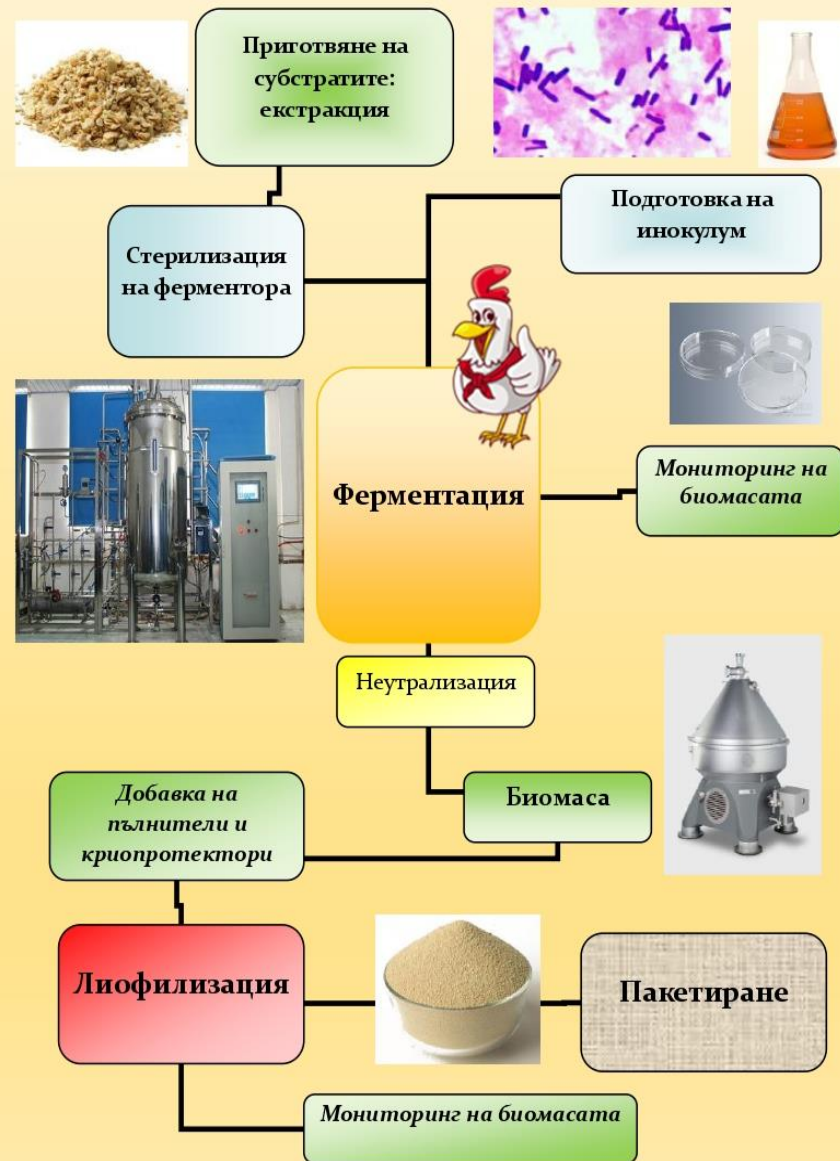 Приготвяне на
субстратите:
екстракция
Подготовка на
инокулум
Стерилизация
на ферментора
Ферментация
Мониторинг на
биомасата
Неутрализация
Биомаса
Добавка на
пълнители и
криопротектори
Лиофилизация
Пакетиране
Мониторинг на биомасата